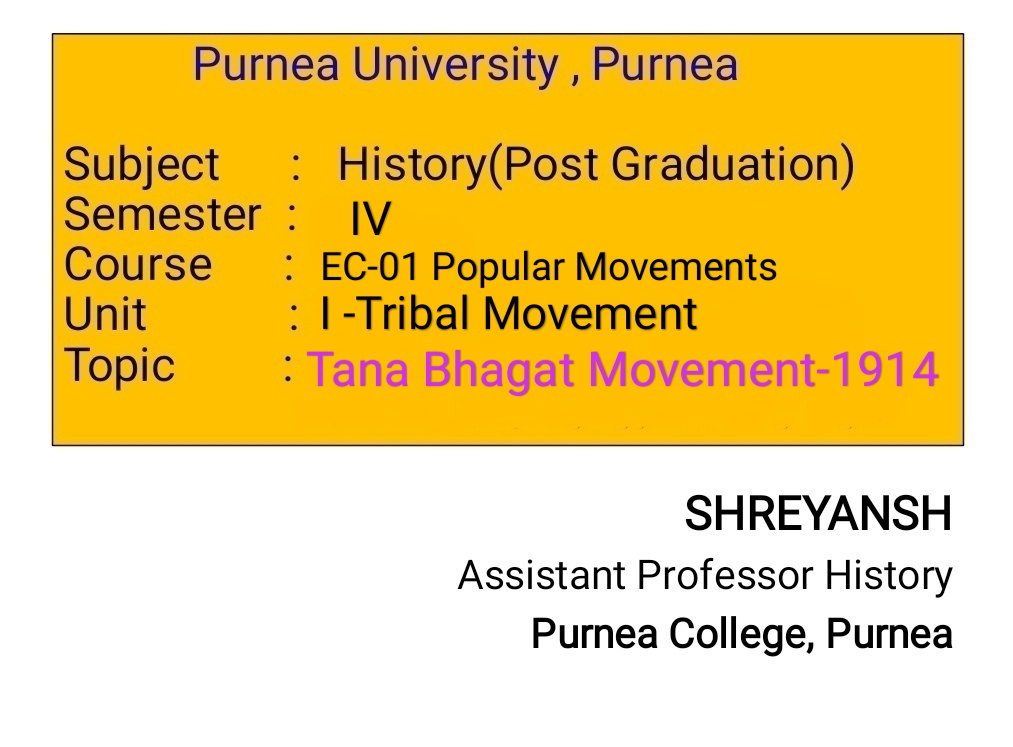 Purnea University , Purnea
Subject : History(Post Graduation)
Semester : IV
Course : EC-01 Popular Movements
Unit : I -Tribal Movement
Topic : Tana Bhagat Movement-1914
SHREYANSH
Assistant Professor History
Purnea College, Purnea